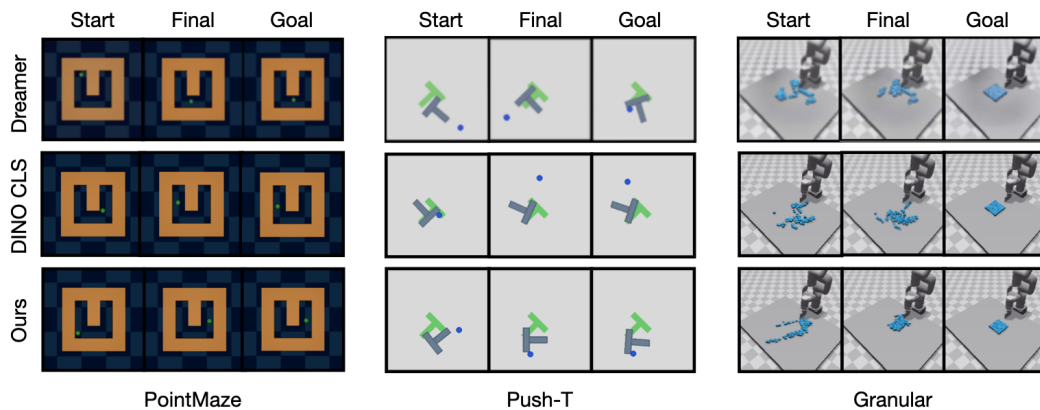 Start Final Goal Start Final Goal Start Final Goal
Dreamer
DINO CLS
Ours
PointMaze Push-T Granular